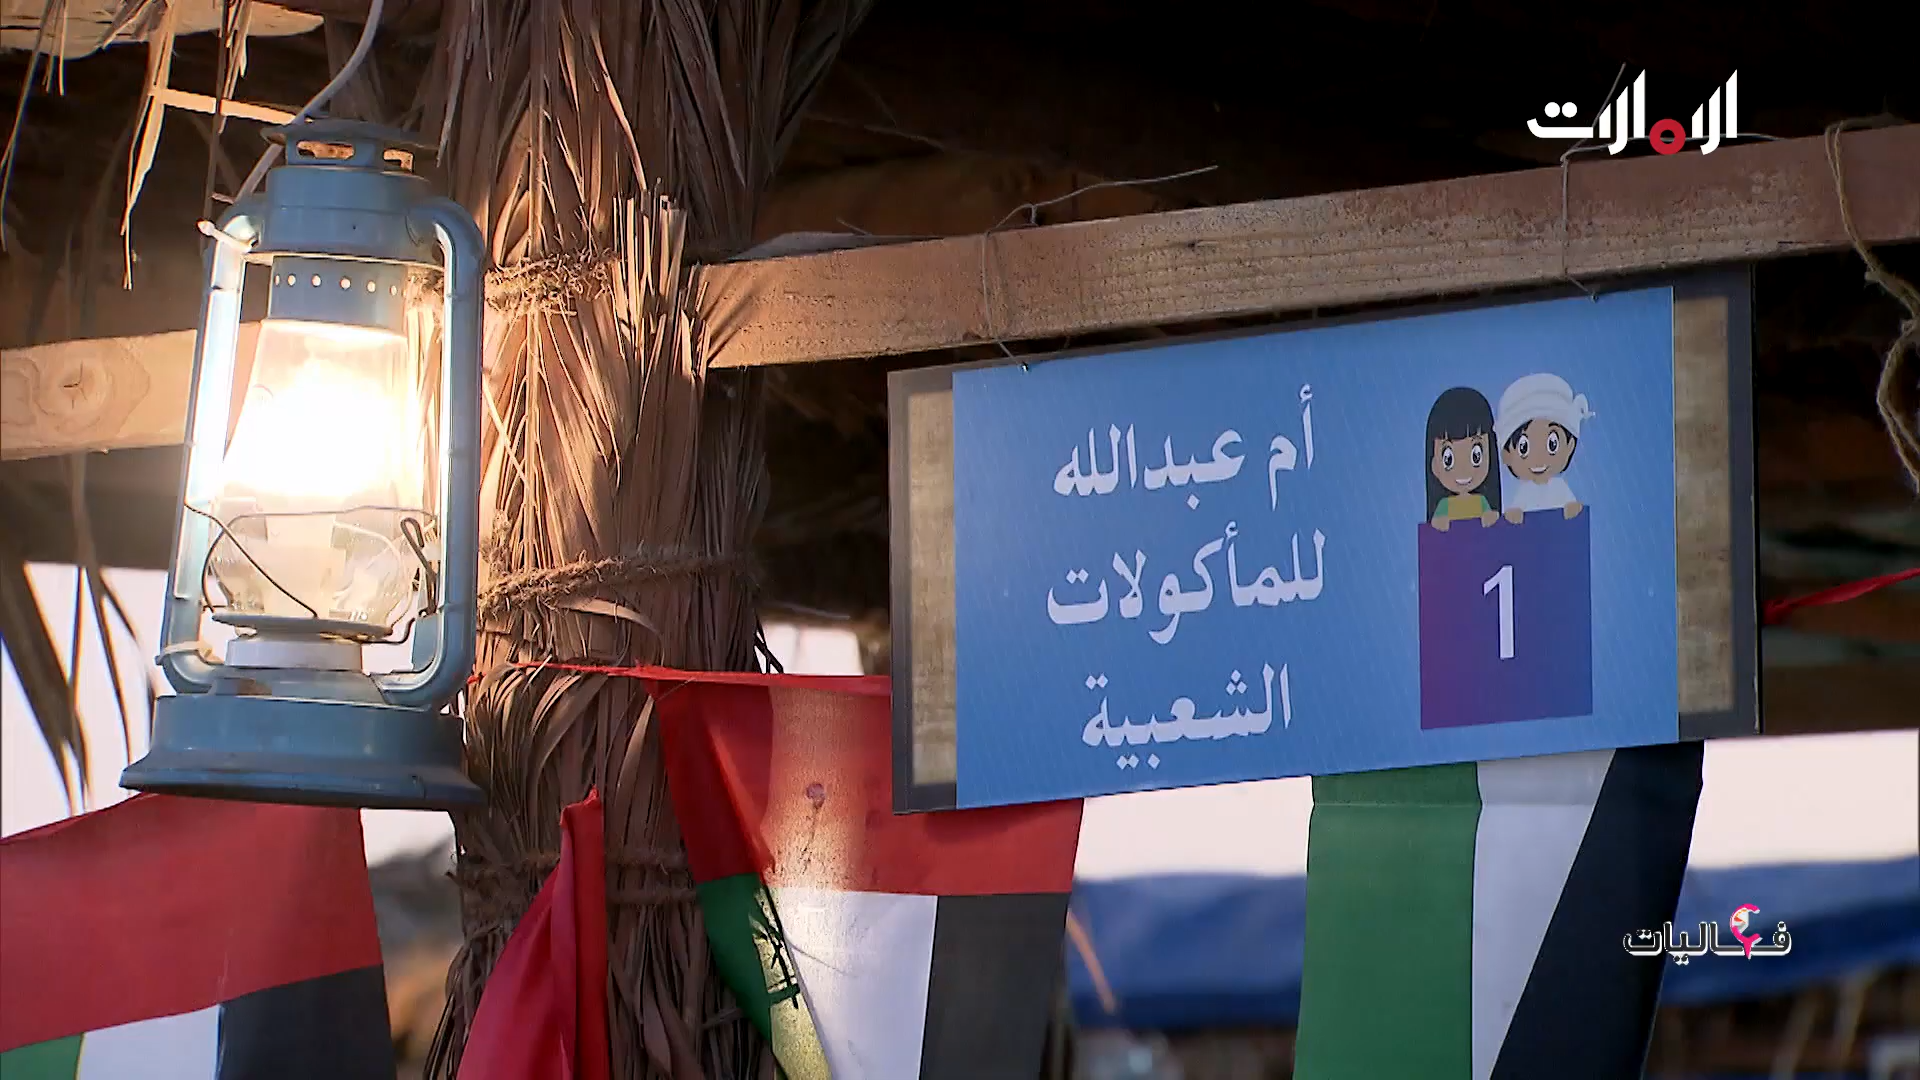 الامارات
أم عبدالله
للمأكولات
الشعبية
1
فعاليات